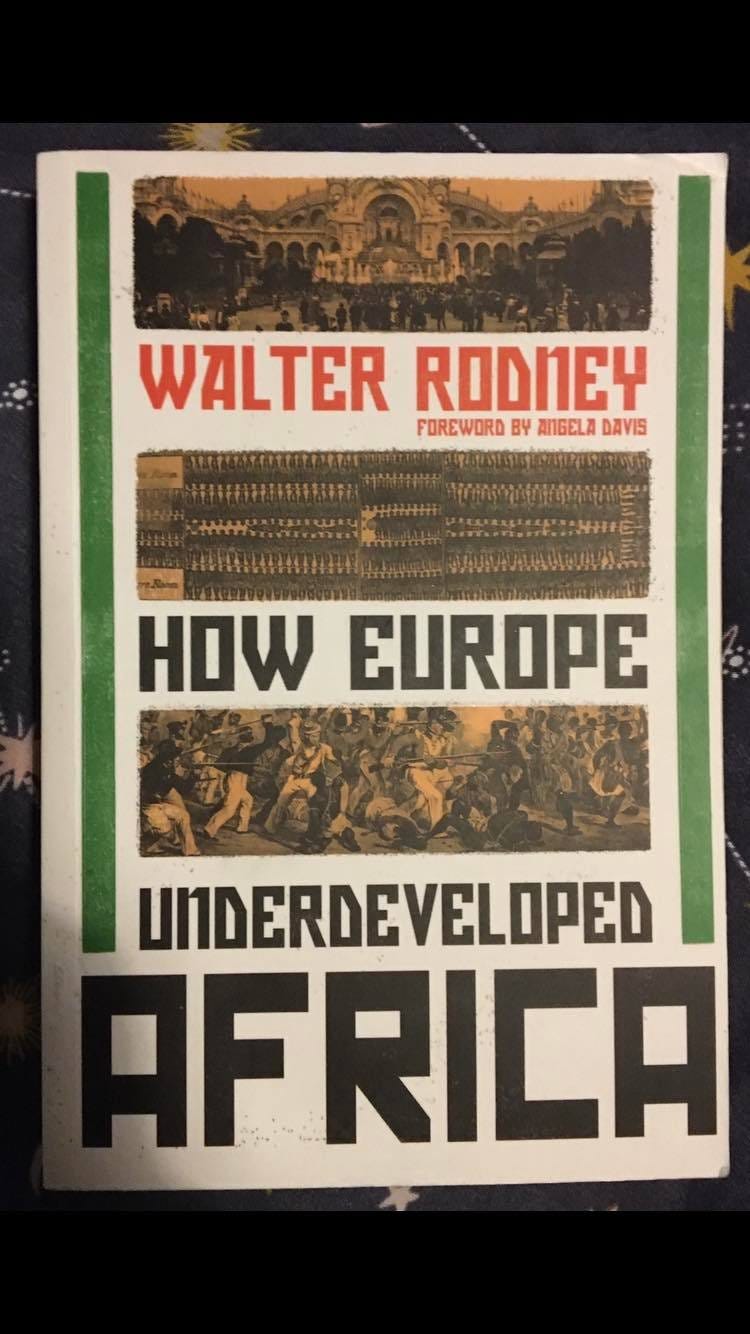 WALTER RODNEY
FOREWORD BY ANGELA DAVIS
HOW EUROPE
UNDERDEVELOPED
AFRICA